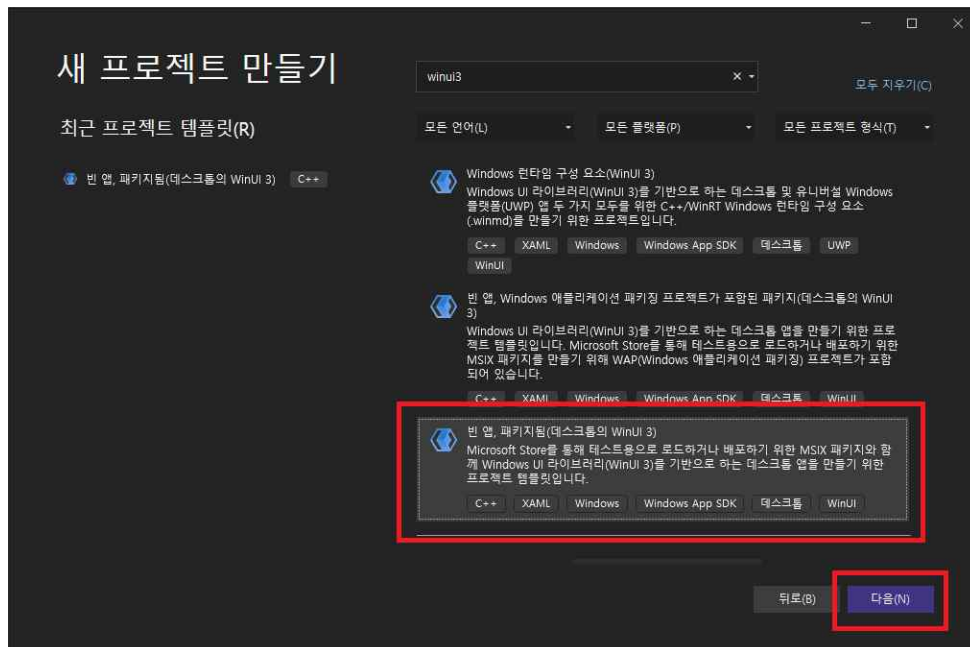 새 프로젝트 만들기
winui3
모두 지우기(C)
최근 프로젝트 템플릿(R)
모든 언어(L)
모든 플랫폼(P)
모든 프로젝트 형식(T)
빈 앱, 패키지됨(데스크톱의 WinUI 3)
C++
Windows 런타임 구성 요소(WinUI 3)
Windows UI 라이브러리(WinUI 3)를 기반으로 하는 데스크톱 및 유니버설 Windows
플랫폼(UWP) 앱 두 가지 모두를 위한 C++/WinRT Windows 런타임 구성 요소
(.winmd)를 만들기 위한 프로젝트입니다.
C++ XAML Windows Windows App SDK 데스크톱 UWP
WinUI
빈 앱, Windows 애플리케이션 패키징 프로젝트가 포함된 패키지(데스크톱의 WinUI
3)
Windows UI 라이브러리(WinUI 3)를 기반으로 하는 데스크톱 앱을 만들기 위한 프로
젝트 템플릿입니다. Microsoft Store를 통해 테스트용으로 로드하거나 배포하기 위한
MSIX 패키지를 만들기 위해 WAP(Windows 애플리케이션 패키징) 프로젝트가 포함
되어 있습니다.
C++ XAML Windows Windows App SDK 데스크톱 WinUI
빈 앱, 패키지됨(데스크톱의 WinUI 3)
Microsoft Store를 통해 테스트용으로 로드하거나 배포하기 위한 MSIX 패키지와 함
께 Windows UI 라이브러리(WinUI 3)를 기반으로 하는 데스크톱 앱을 만들기 위한
프로젝트 템플릿입니다.
C++ XAML Windows Windows App SDK 데스크톱 WinUI
뒤로(B)
다음(N)